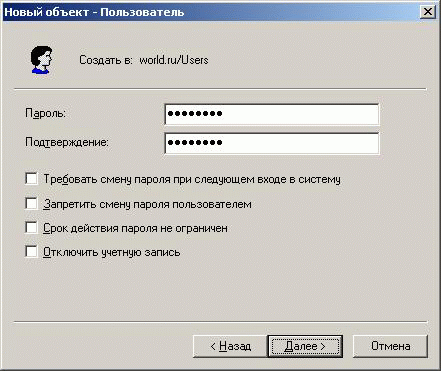 Новый объект - Пользователь
Создать в: world.ru/Users
Пароль: ●●●●●●●●
Подтверждение: ●●●●●●●●
Требовать смену пароля при следующем входе в систему
Запретить смену пароля пользователем
Срок действия пароля не ограничен
Отключить учетную запись
< Назад Далее > Отмена